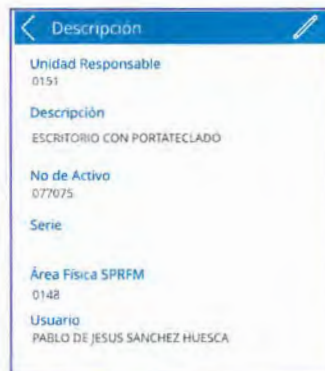 Descripción
Unidad Responsable
0151
Descripción
ESCRITORIO CON PORTATECLADO
No de Activo
077075
Serie
Área Física SPRFM
0148
Usuario
PABLO DE JESUS SANCHEZ HUESCA